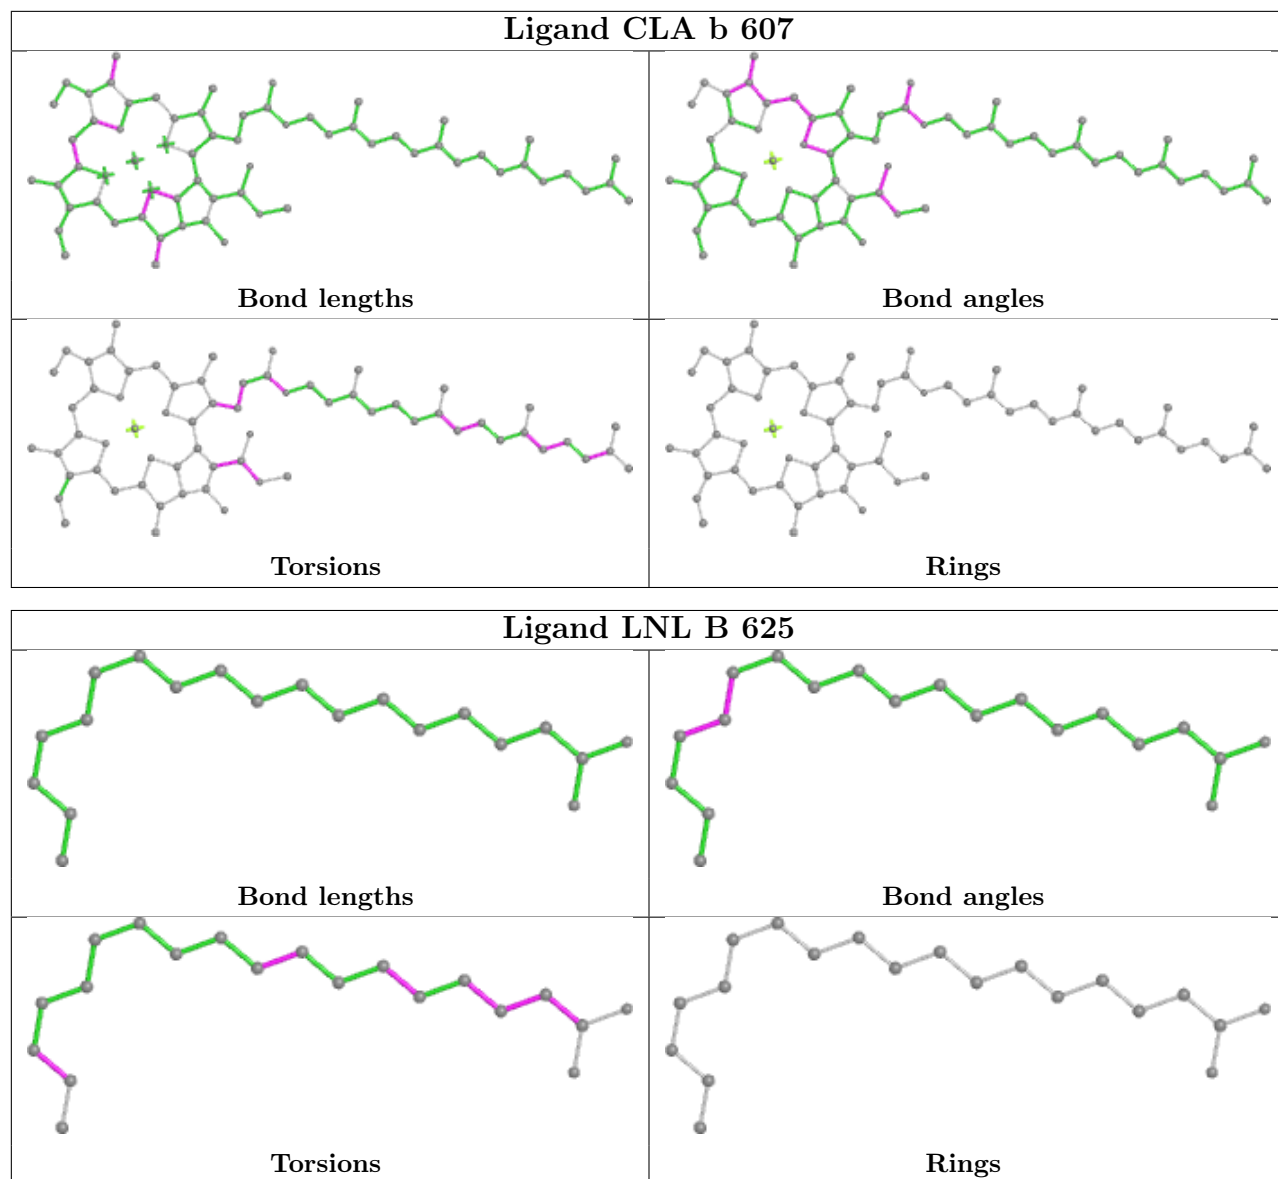 Ligand CLA b 607
Bond lengths
Bond angles
Torsions
Rings
Ligand LNL B 625
Bond lengths
Bond angles
Torsions
Rings